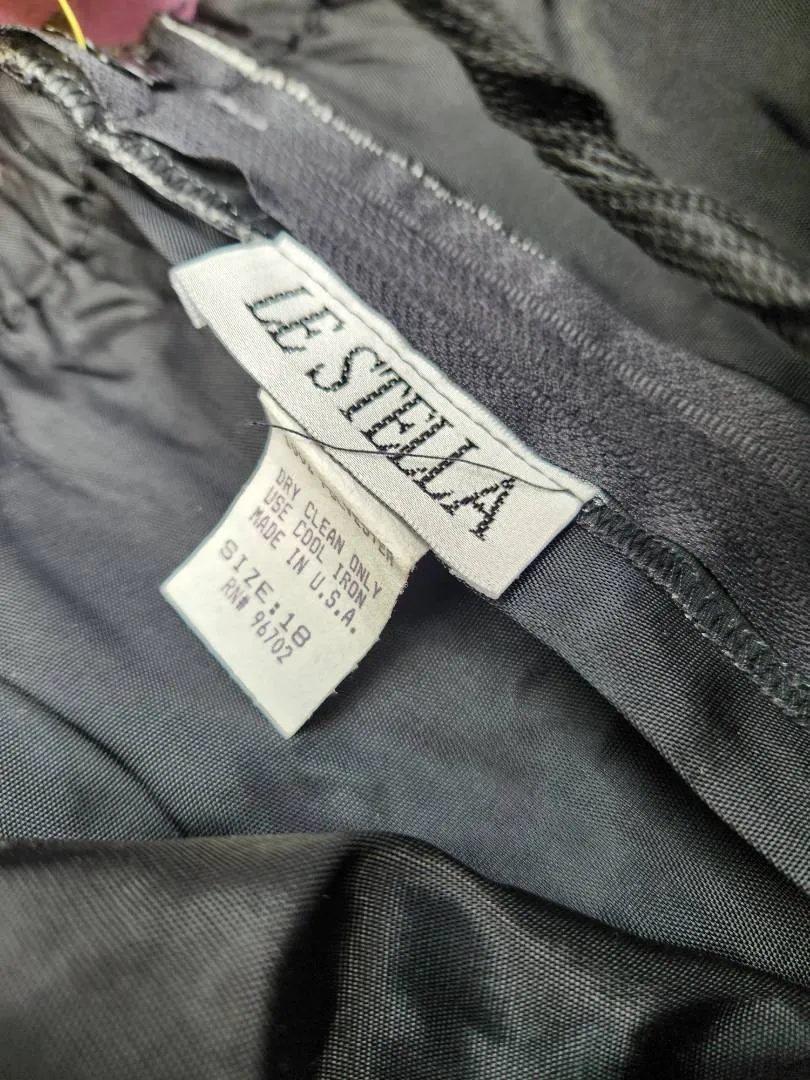 LE STELLA
DRY CLEAN ONLY
USE COOL IRON
MADE IN U.S.A.
SIZE:18
RN# 96702